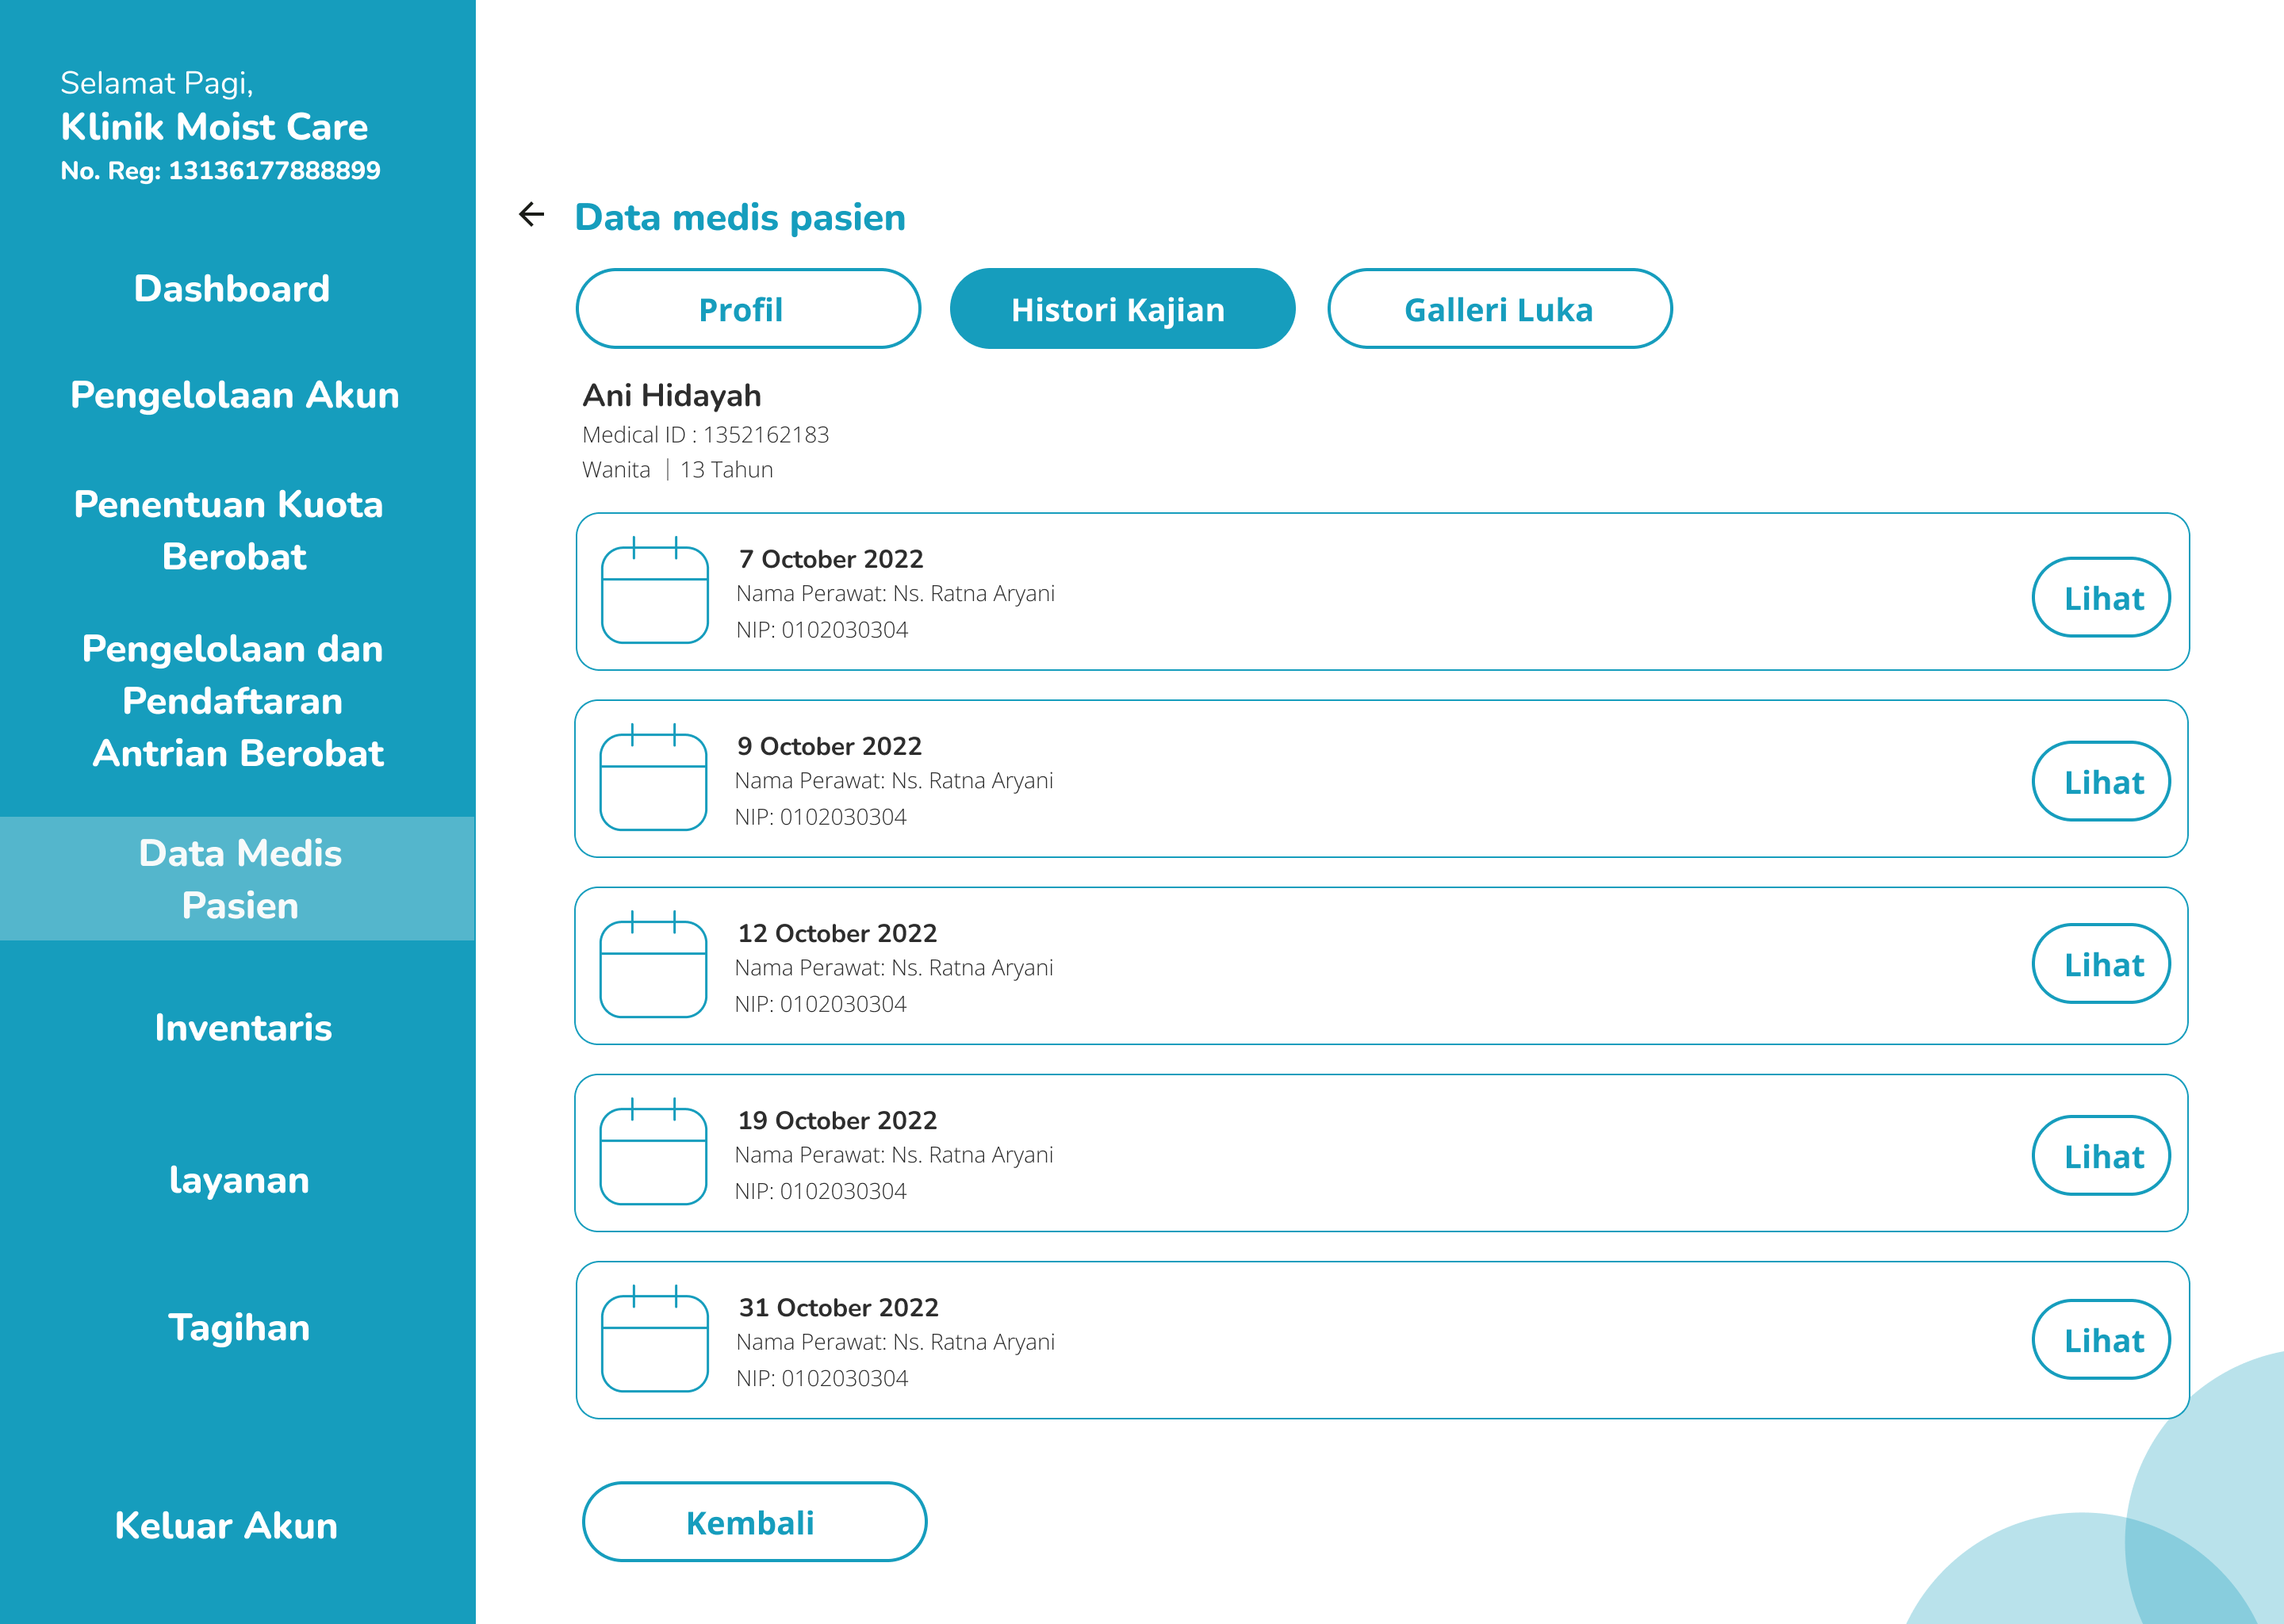 Selamat Pagi,
Klinik Moist Care
No. Reg: 13136177888899
Dashboard
Pengelolaan Akun
Penentuan Kuota
Berobat
Pengelolaan dan
Pendaftaran
Antrian Berobat
Data Medis
Pasien
Inventaris
layanan
Tagihan
Keluar Akun
Data medis pasien
Profil
Histori Kajian
Galleri Luka
Ani Hidayah
Medical ID : 1352162183
Wanita | 13 Tahun
7 October 2022
Nama Perawat: Ns. Ratna Aryani
NIP: 0102030304
Lihat
9 October 2022
Nama Perawat: Ns. Ratna Aryani
NIP: 0102030304
Lihat
12 October 2022
Nama Perawat: Ns. Ratna Aryani
NIP: 0102030304
Lihat
19 October 2022
Nama Perawat: Ns. Ratna Aryani
NIP: 0102030304
Lihat
31 October 2022
Nama Perawat: Ns. Ratna Aryani
NIP: 0102030304
Lihat
Kembali